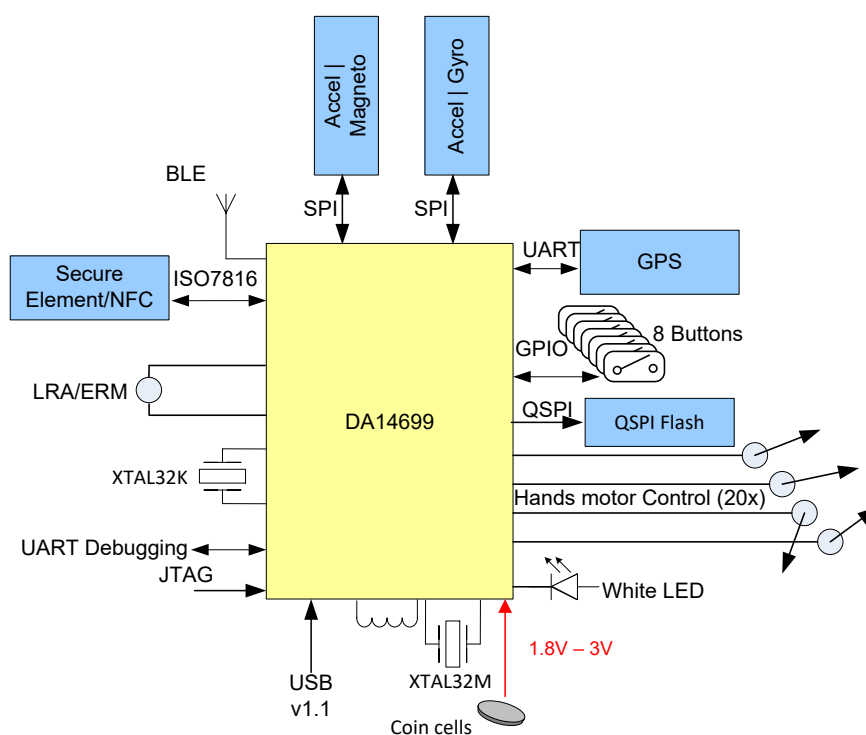 Accel | Magneto
Accel | Gyro
BLE
SPI
SPI
UART
GPS
Secure
Element/NFC
ISO7816
8 Buttons
GPIO
LRA/ERM
DA14699
QSPI
QSPI Flash
XTAL32K
Hands motor Control (20x)
UART Debugging
JTAG
White LED
1.8V – 3V
USB
v1.1
XTAL32M
Coin cells